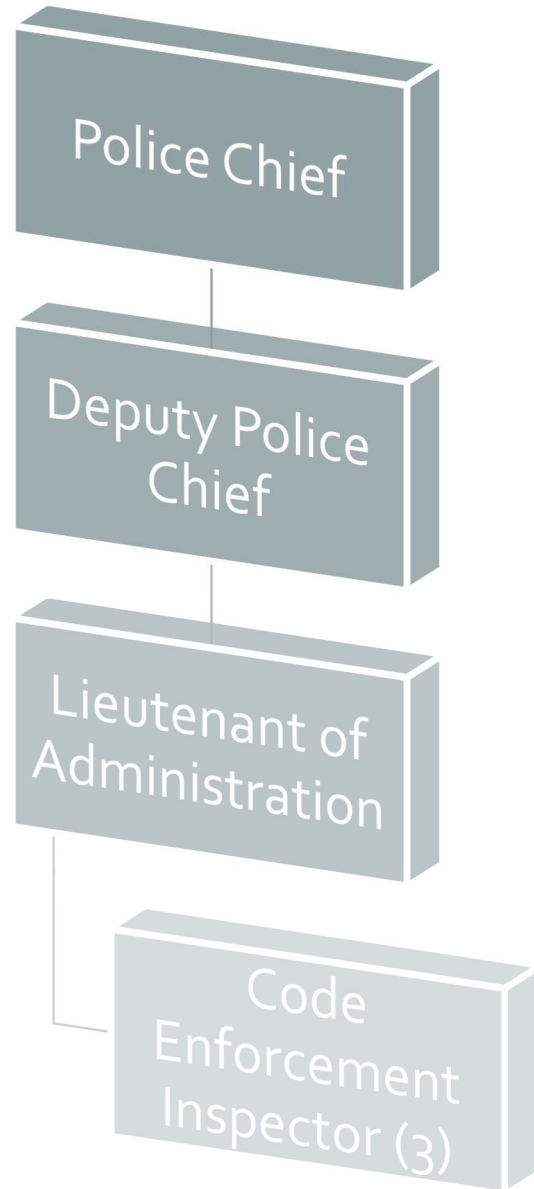 Police Chief
Deputy Police
Chief
Lieutenant of
Administration
Code
Enforcement
Inspector (3)